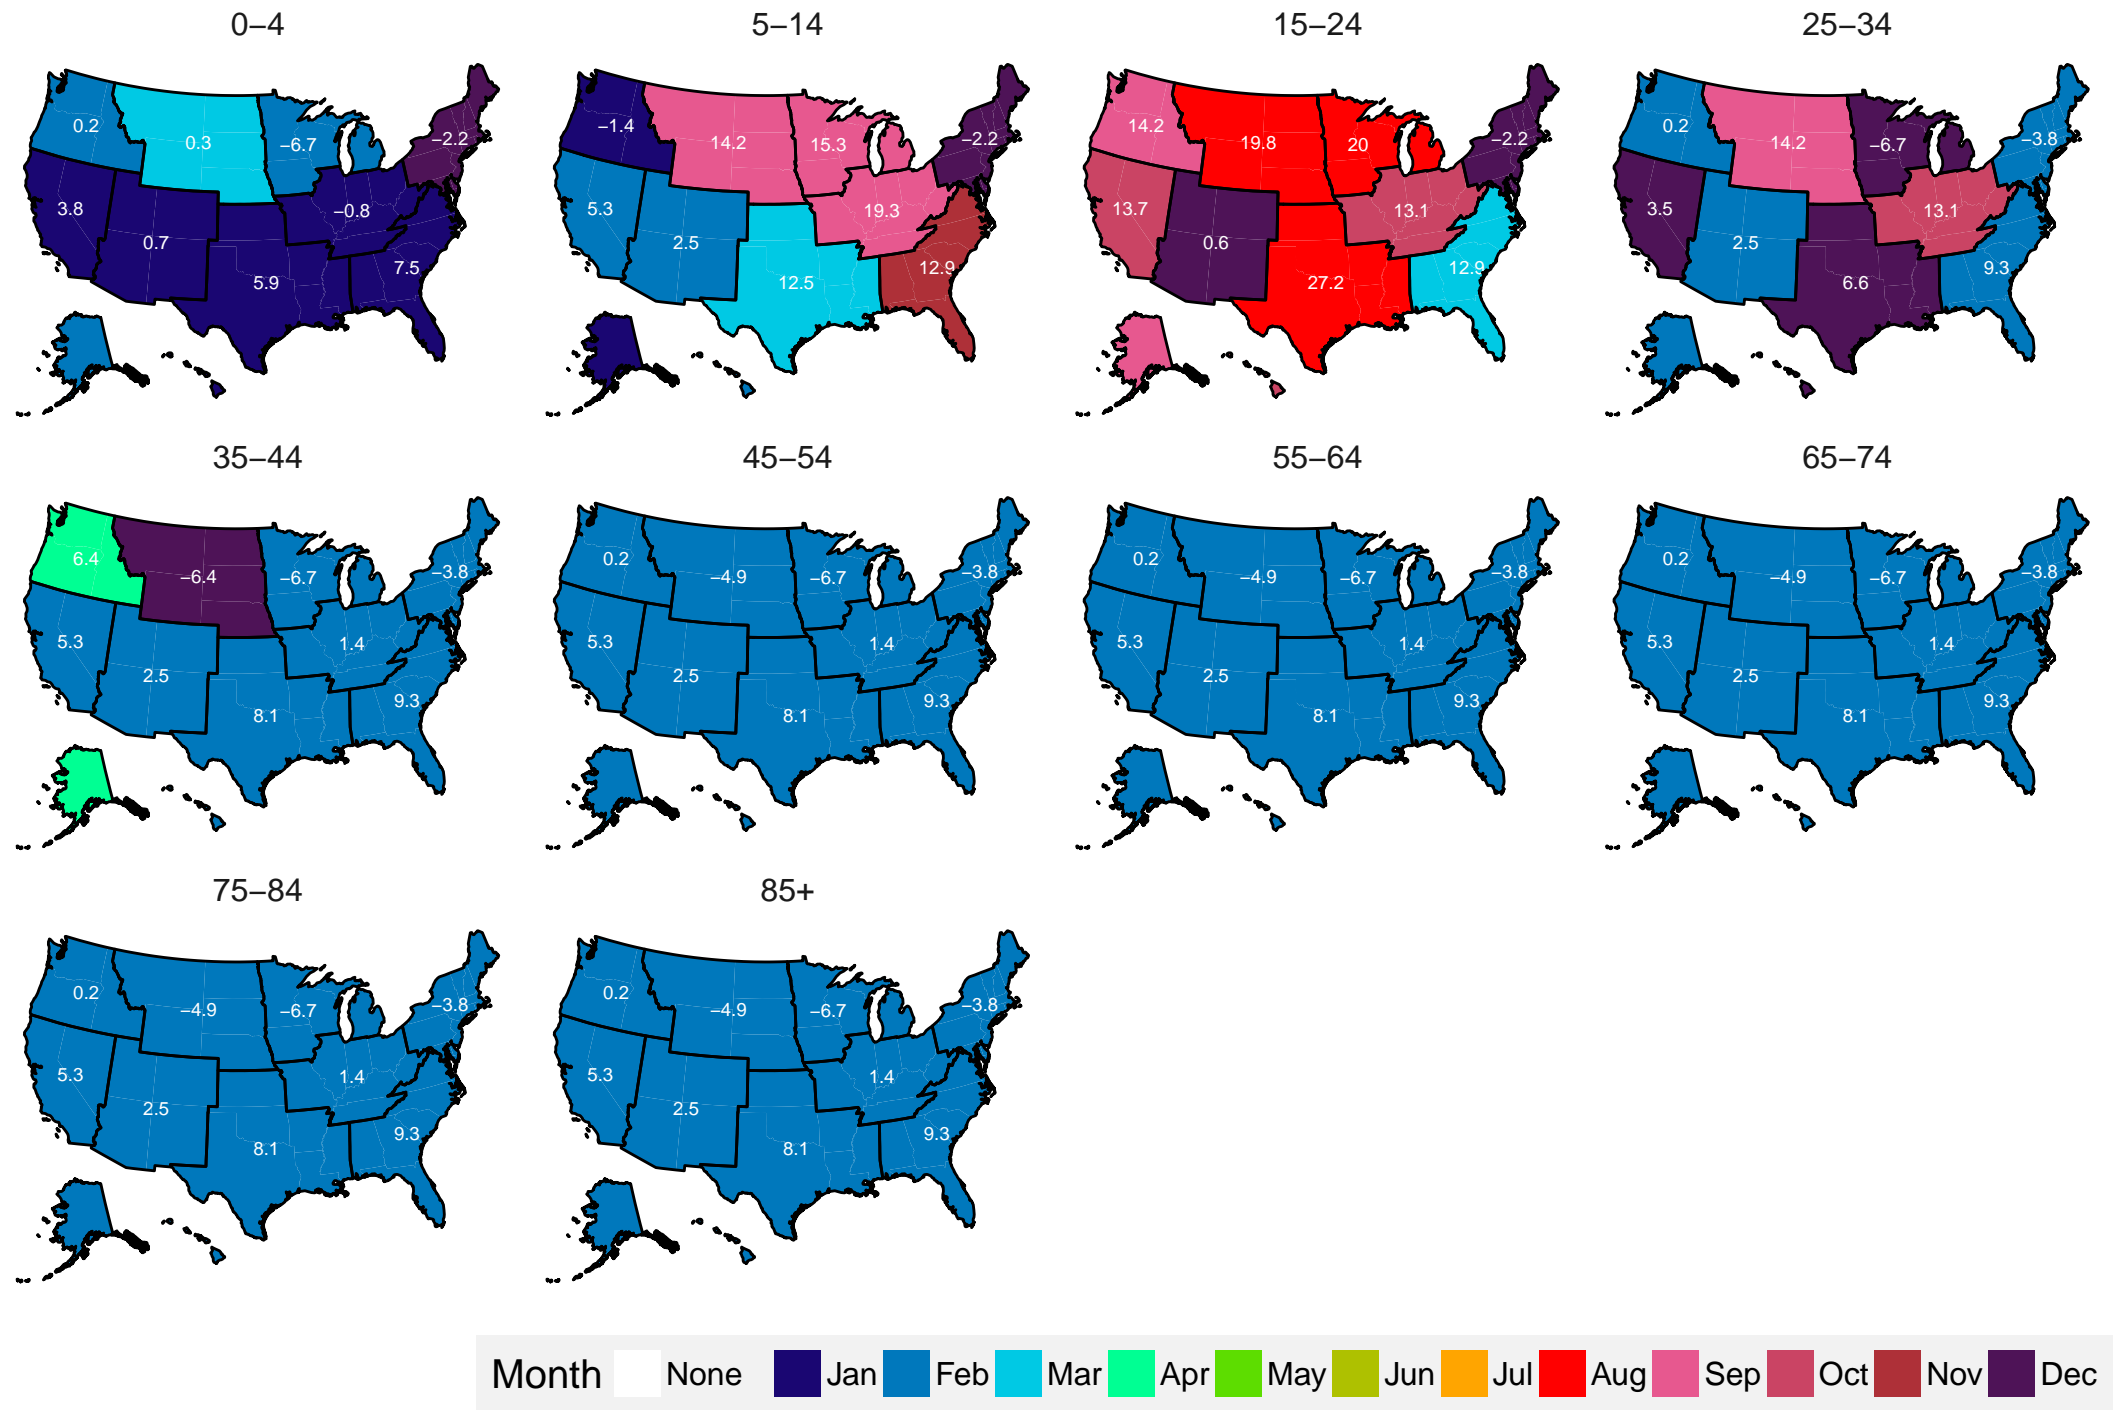 0–4 5–14 15–24 25–34
0.2 0.3 −6.7 −2.2 3.8 0.7 −0.8 5.9 7.5
−1.4 14.2 15.3 −2.2 5.3 2.5 19.3 12.5 12.9
14.2 19.8 20 −2.2 13.7 0.6 13.1 27.2 12.9
0.2 14.2 −6.7 −3.8 3.5 2.5 13.1 6.6 9.3
35–44 45–54 55–64 65–74
6.4 −6.4 −6.7 −3.8 5.3 2.5 1.4 8.1 9.3
0.2 −4.9 −6.7 −3.8 5.3 2.5 1.4 8.1 9.3
0.2 −4.9 −6.7 −3.8 5.3 2.5 1.4 8.1 9.3
0.2 −4.9 −6.7 −3.8 5.3 2.5 1.4 8.1 9.3
75–84 85+
0.2 −4.9 −6.7 −3.8 5.3 2.5 1.4 8.1 9.3
0.2 −4.9 −6.7 −3.8 5.3 2.5 1.4 8.1 9.3
Month None Jan Feb Mar Apr May Jun Jul Aug Sep Oct Nov Dec